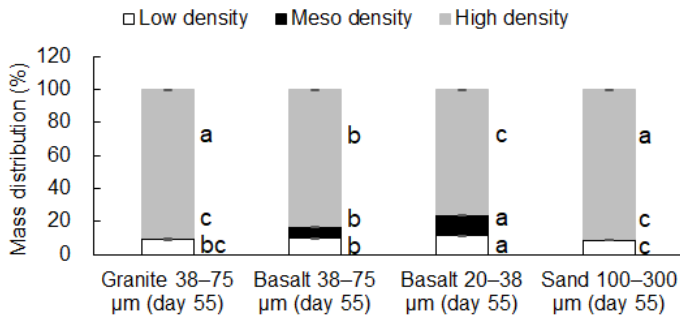 Low density Meso density High density
Mass distribution (%)
120
100
80
60
40
20
0
a b c a
c b a c
bc b a c
Granite 38–75 Basalt 38–75 Basalt 20–38 Sand 100–300
µm (day 55) µm (day 55) µm (day 55) µm (day 55)